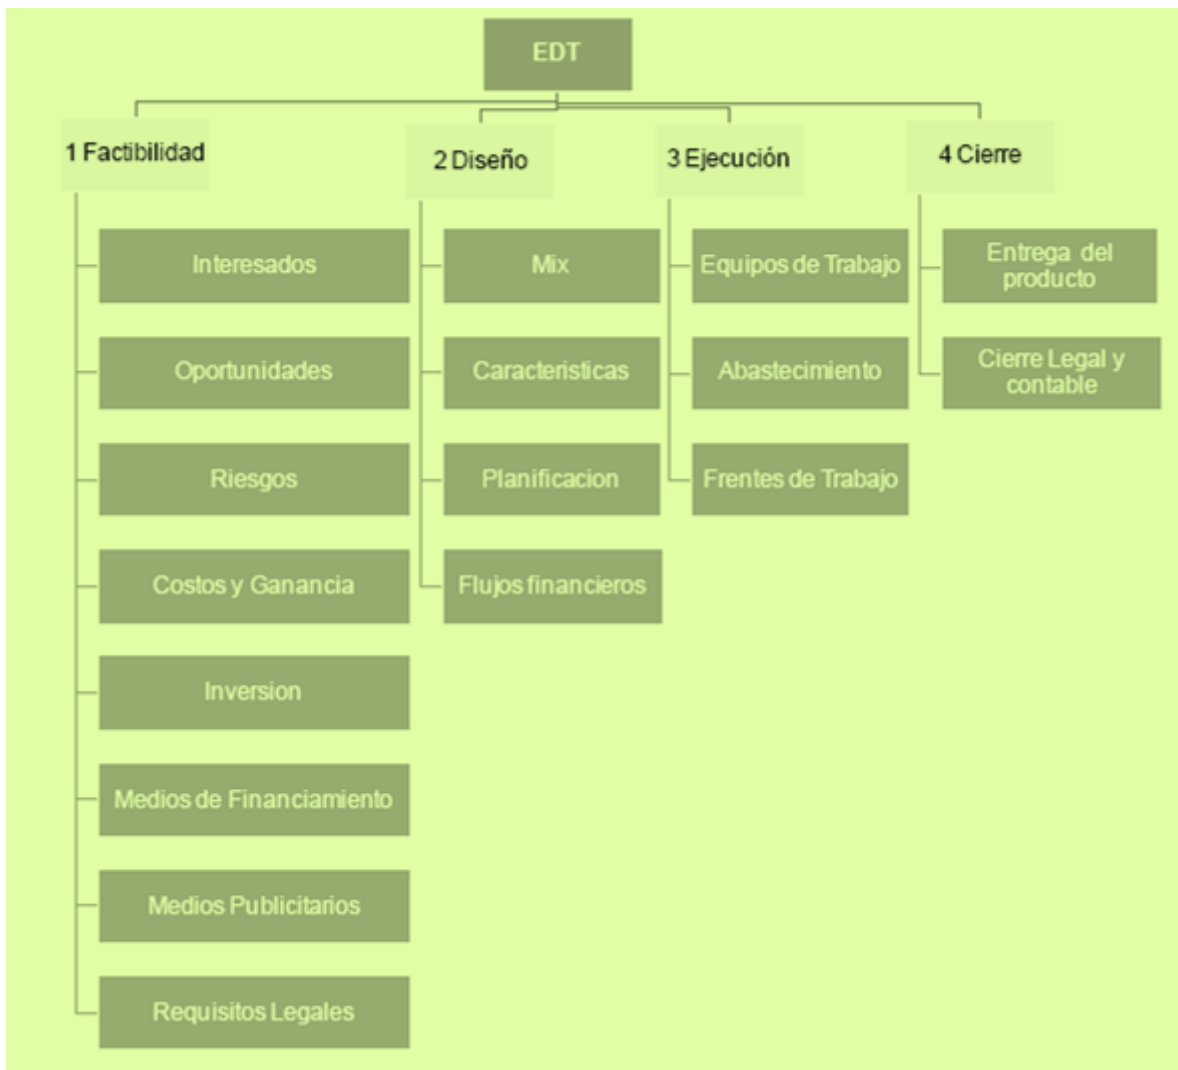 EDT
1 Factibilidad
Interesados
Oportunidades
Riesgos
Costos y Ganancia
Inversion
Medios de Financiamiento
Medios Publicitarios
Requisitos Legales
2 Diseño
Mix
Caracteristicas
Planificacion
Flujos financieros
3 Ejecución
Equipos de Trabajo
Abastecimiento
Frentes de Trabajo
4 Cierre
Entrega del
producto
Cierre Legal y
contable